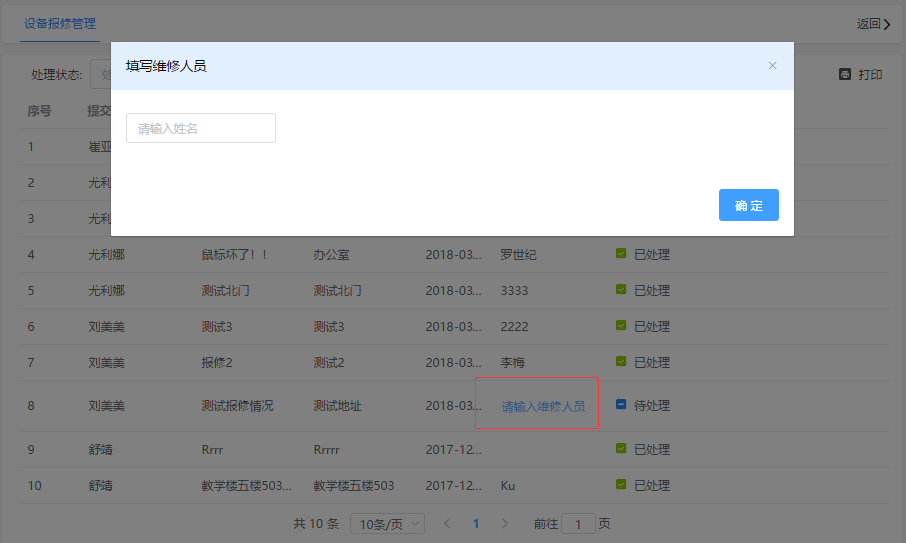 设备报修管理 返回
填写维修人员 ×
处理状态: 处 打印
请输入姓名
序号 提交
1 崔亚
2 尤利
确 定
3 尤利
4 尤利娜 鼠标坏了！！ 办公室 2018-03... 罗世纪 已处理
5 尤利娜 测试北门 测试北门 2018-03... 3333 已处理
6 刘美美 测试3 测试3 2018-03... 2222 已处理
7 刘美美 报修2 测试2 2018-03... 李梅 已处理
8 刘美美 测试报修情况 测试地址 2018-03... 请输入维修人员 待处理
9 舒靖 Rrrr Rrrrr 2017-12... 已处理
10 舒靖 教学楼五楼503... 教学楼五楼503 2017-12... Ku 已处理
共 10 条 10条/页 1 前往 1 页